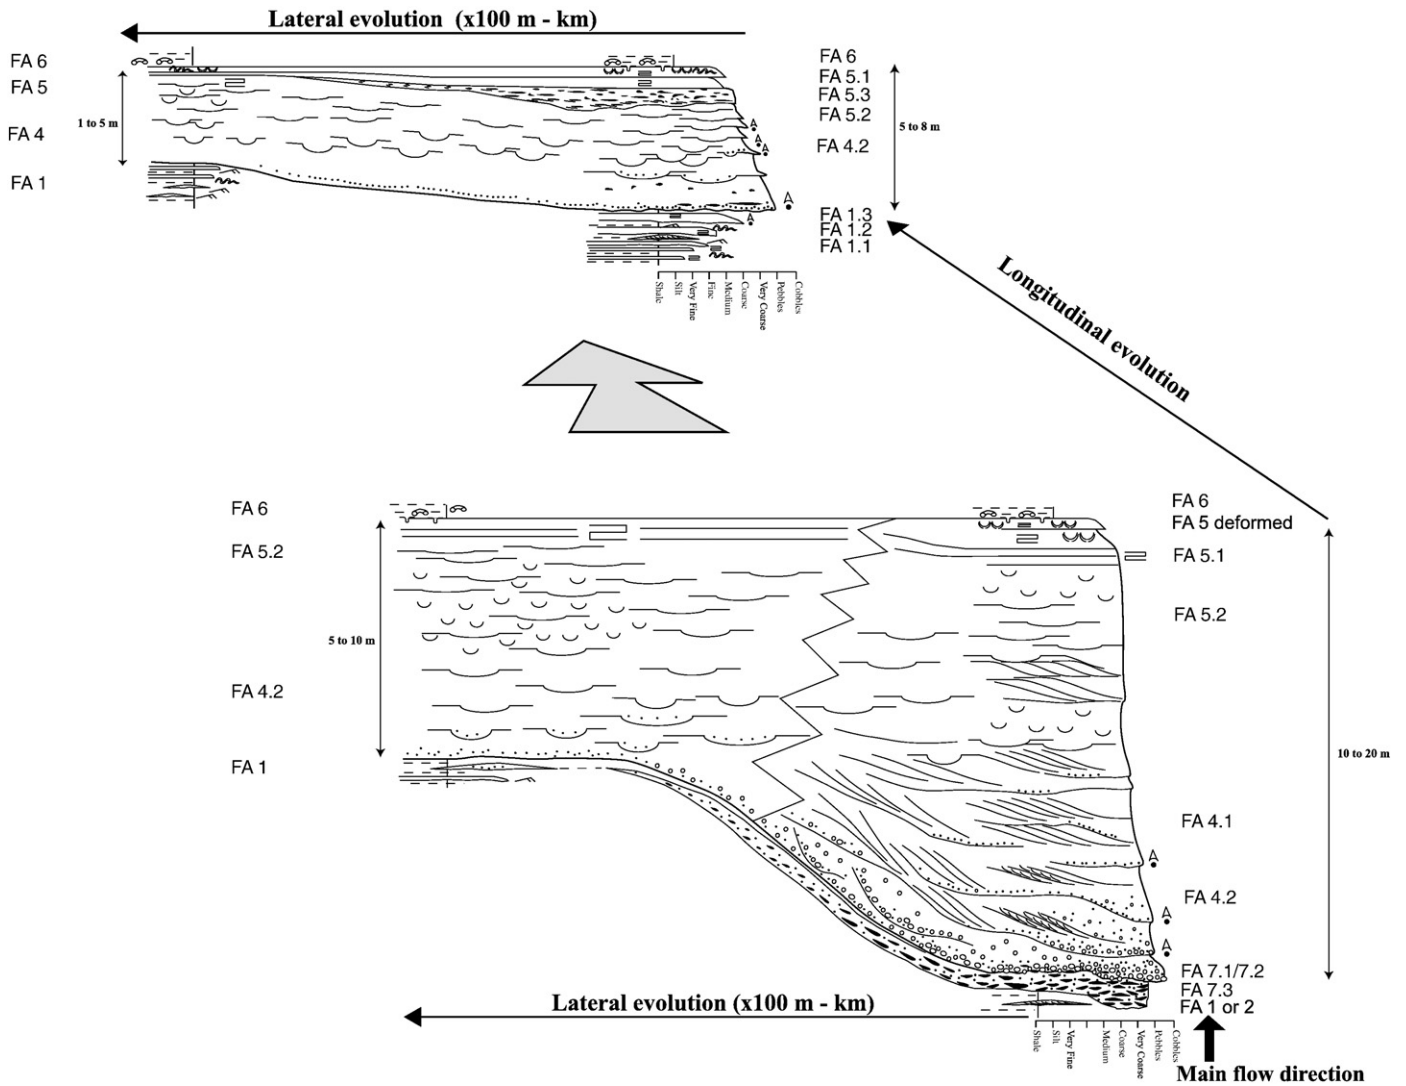 Lateral evolution (x100 m - km)
FA 6
FA 5
1 to 5 m
FA 4
FA 1
FA 6
FA 5.1
FA 5.3
FA 5.2
5 to 8 m
FA 4.2
FA 1.3
FA 1.2
FA 1.1
Shale
Silt
Very Fine
Fine
Medium
Coarse
Very Coarse
Pebbles
Cobbles
Longitudinal evolution
FA 6
FA 5.2
5 to 10 m
FA 4.2
FA 1
FA 6
FA 5 deformed
FA 5.1
FA 5.2
10 to 20 m
FA 4.1
FA 4.2
FA 7.1/7.2
FA 7.3
FA 1 or 2
Lateral evolution (x100 m - km)
Shale
Silt
Very Fine
Medium
Coarse
Very Coarse
Pebbles
Cobbles
Main flow direction